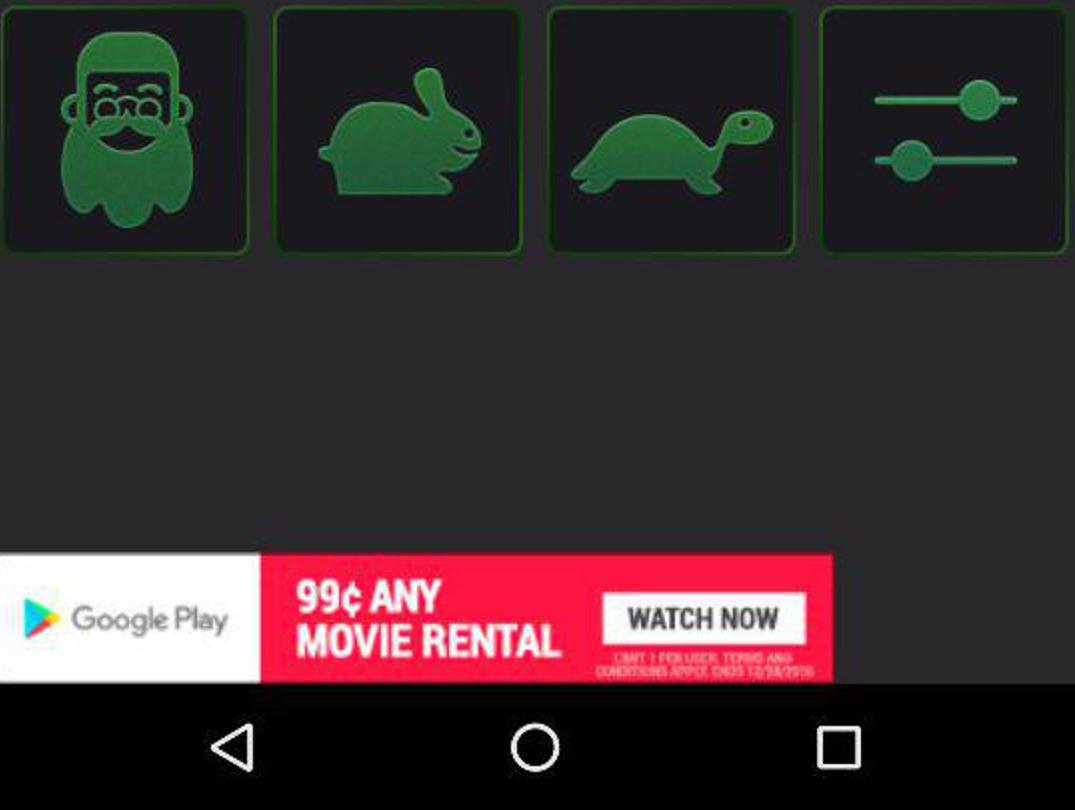 Google Play
99¢ ANY
MOVIE RENTAL
WATCH NOW
LIMIT 1 PER USER. TERMS AND
CONDITIONS APPLY. ENDS 12/28/2016